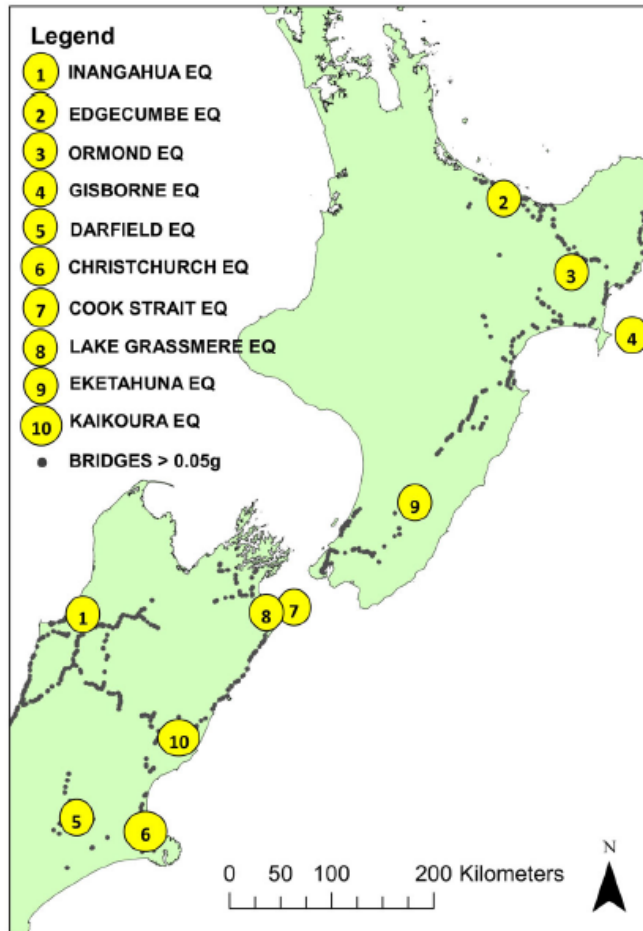 Legend
1 INANGAHUA EQ
2 EDGECUMBE EQ
3 ORMOND EQ
4 GISBORNE EQ
5 DARFIELD EQ
6 CHRISTCHURCH EQ
7 COOK STRAIT EQ
8 LAKE GRASSMERE EQ
9 EKETAHUNA EQ
10 KAIKOURA EQ
BRIDGES > 0.05g
2
3
4
9
1
8 7
10
5
6
N
0 50 100 200 Kilometers